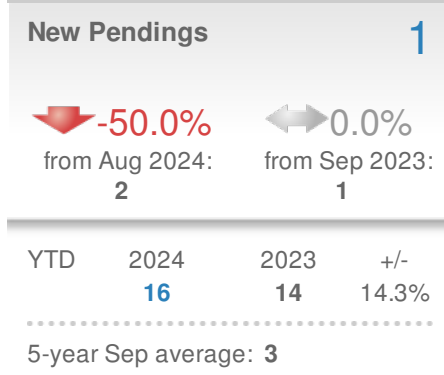 New Pendings 1
-50.0% 0.0%
from Aug 2024: from Sep 2023:
2 1
YTD 2024 2023 +/-
16 14 14.3%
5-year Sep average: 3